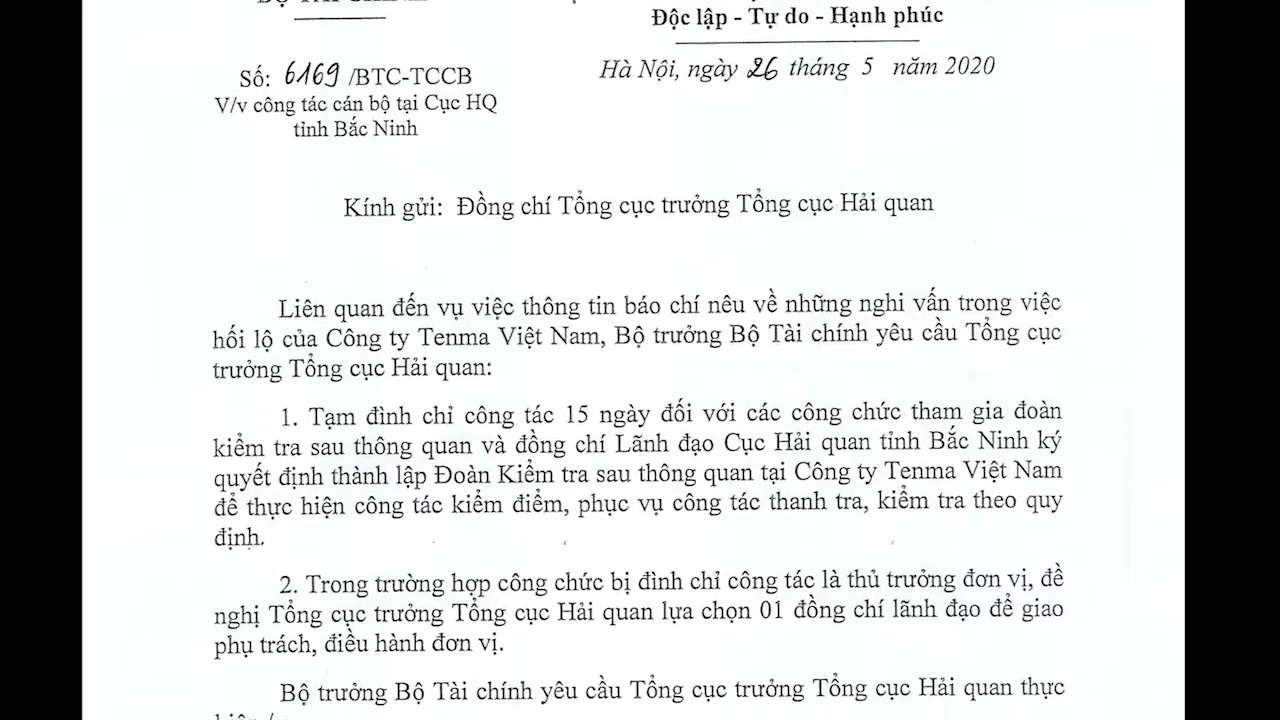 Độc lập - Tự do - Hạnh phúc
Số: 6169 /BTC-TCCB
Hà Nội, ngày 26 tháng 5 năm 2020
V/v công tác cán bộ tại Cục HQ
tỉnh Bắc Ninh
Kính gửi: Đồng chí Tổng cục trưởng Tổng cục Hải quan
Liên quan đến vụ việc thông tin báo chí nêu về những nghi vấn trong việc
hối lộ của Công ty Tenma Việt Nam, Bộ trưởng Bộ Tài chính yêu cầu Tổng cục
trưởng Tổng cục Hải quan:
1. Tạm đình chỉ công tác 15 ngày đối với các công chức tham gia đoàn
kiểm tra sau thông quan và đồng chí Lãnh đạo Cục Hải quan tỉnh Bắc Ninh ký
quyết định thành lập Đoàn Kiểm tra sau thông quan tại Công ty Tenma Việt Nam
để thực hiện công tác kiểm điểm, phục vụ công tác thanh tra, kiểm tra theo quy
định.
2. Trong trường hợp công chức bị đình chỉ công tác là thủ trưởng đơn vị, đề
nghị Tổng cục trưởng Tổng cục Hải quan lựa chọn 01 đồng chí lãnh đạo để giao
phụ trách, điều hành đơn vị.
Bộ trưởng Bộ Tài chính yêu cầu Tổng cục trưởng Tổng cục Hải quan thực